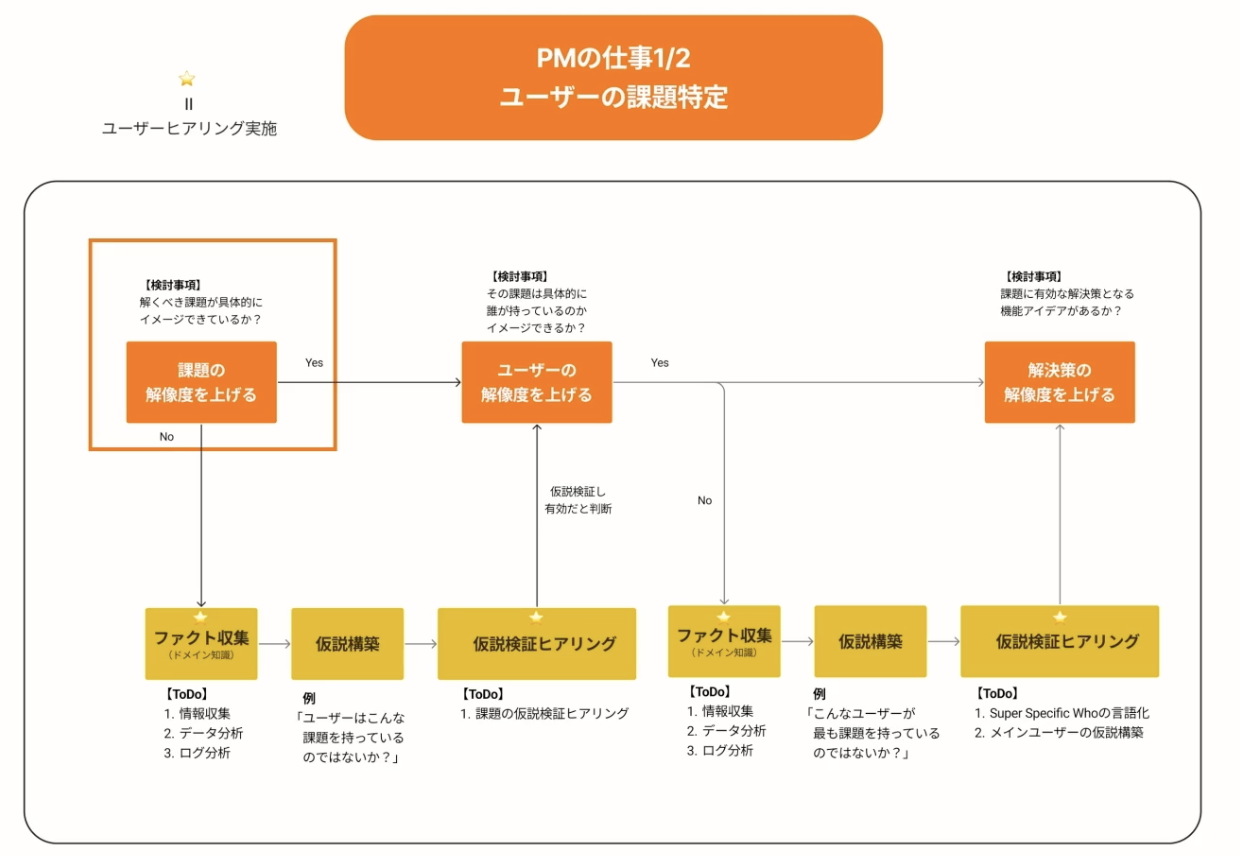 PMの仕事1/2
ユーザーの課題特定
⭐
=
ユーザーヒアリング実施
【検討事項】
解くべき課題が具体的に
イメージできているか？
課題の
解像度を上げる
Yes
No
【検討事項】
その課題は具体的に
誰が持っているのか
イメージできるか？
ユーザーの
解像度を上げる
Yes
No
【検討事項】
課題に有効な解決策となる
機能アイデアがあるか？
解決策の
解像度を上げる
仮説検証し
有効だと判断
⭐
ファクト収集
（ドメイン知識）
【ToDo】
1. 情報収集
2. データ分析
3. ログ分析
仮説構築
例
「ユーザーはこんな
課題を持っている
のではないか？」
⭐
仮説検証ヒアリング
【ToDo】
1. 課題の仮説検証ヒアリング
⭐
ファクト収集
（ドメイン知識）
【ToDo】
1. 情報収集
2. データ分析
3. ログ分析
仮説構築
例
「こんなユーザーが
最も課題を持っている
のではないか？」
⭐
仮説検証ヒアリング
【ToDo】
1. Super Specific Whoの言語化
2. メインユーザーの仮説構築